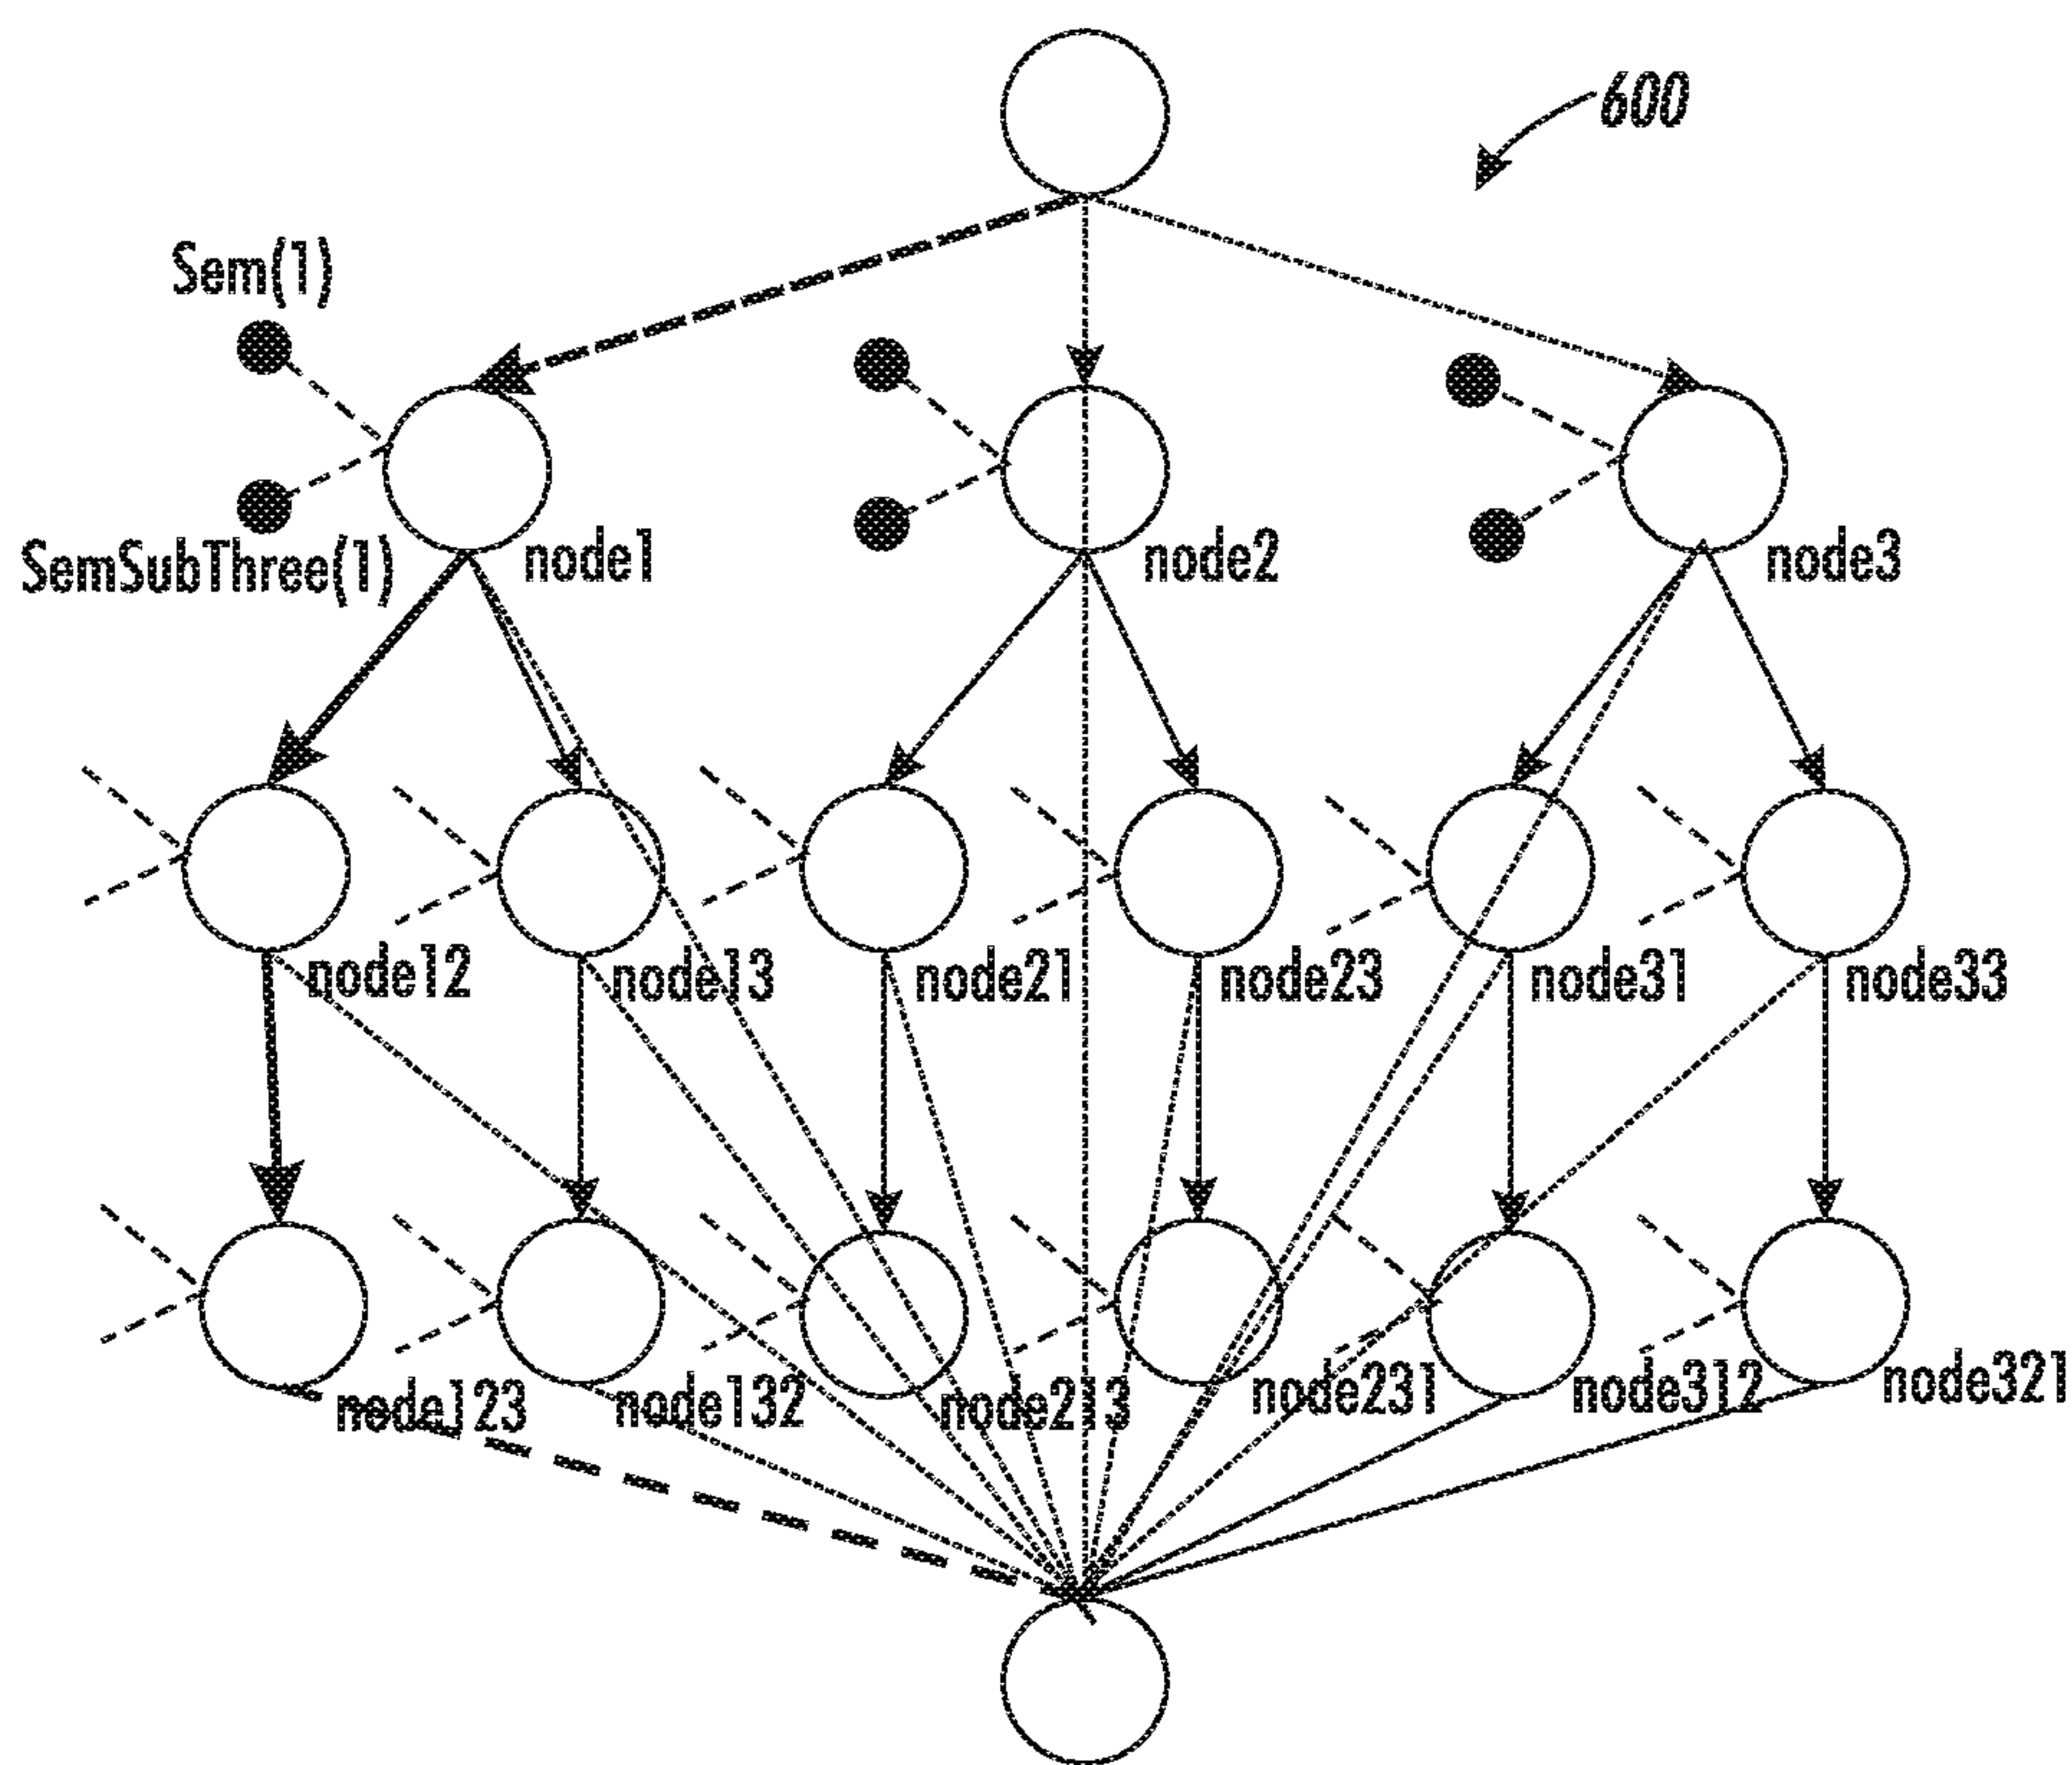 600
Sem(1)
SemSubThree(1)
node1
node2
node3
node12
node13
node21
node23
node31
node33
node123
node132
node213
node231
node312
node321